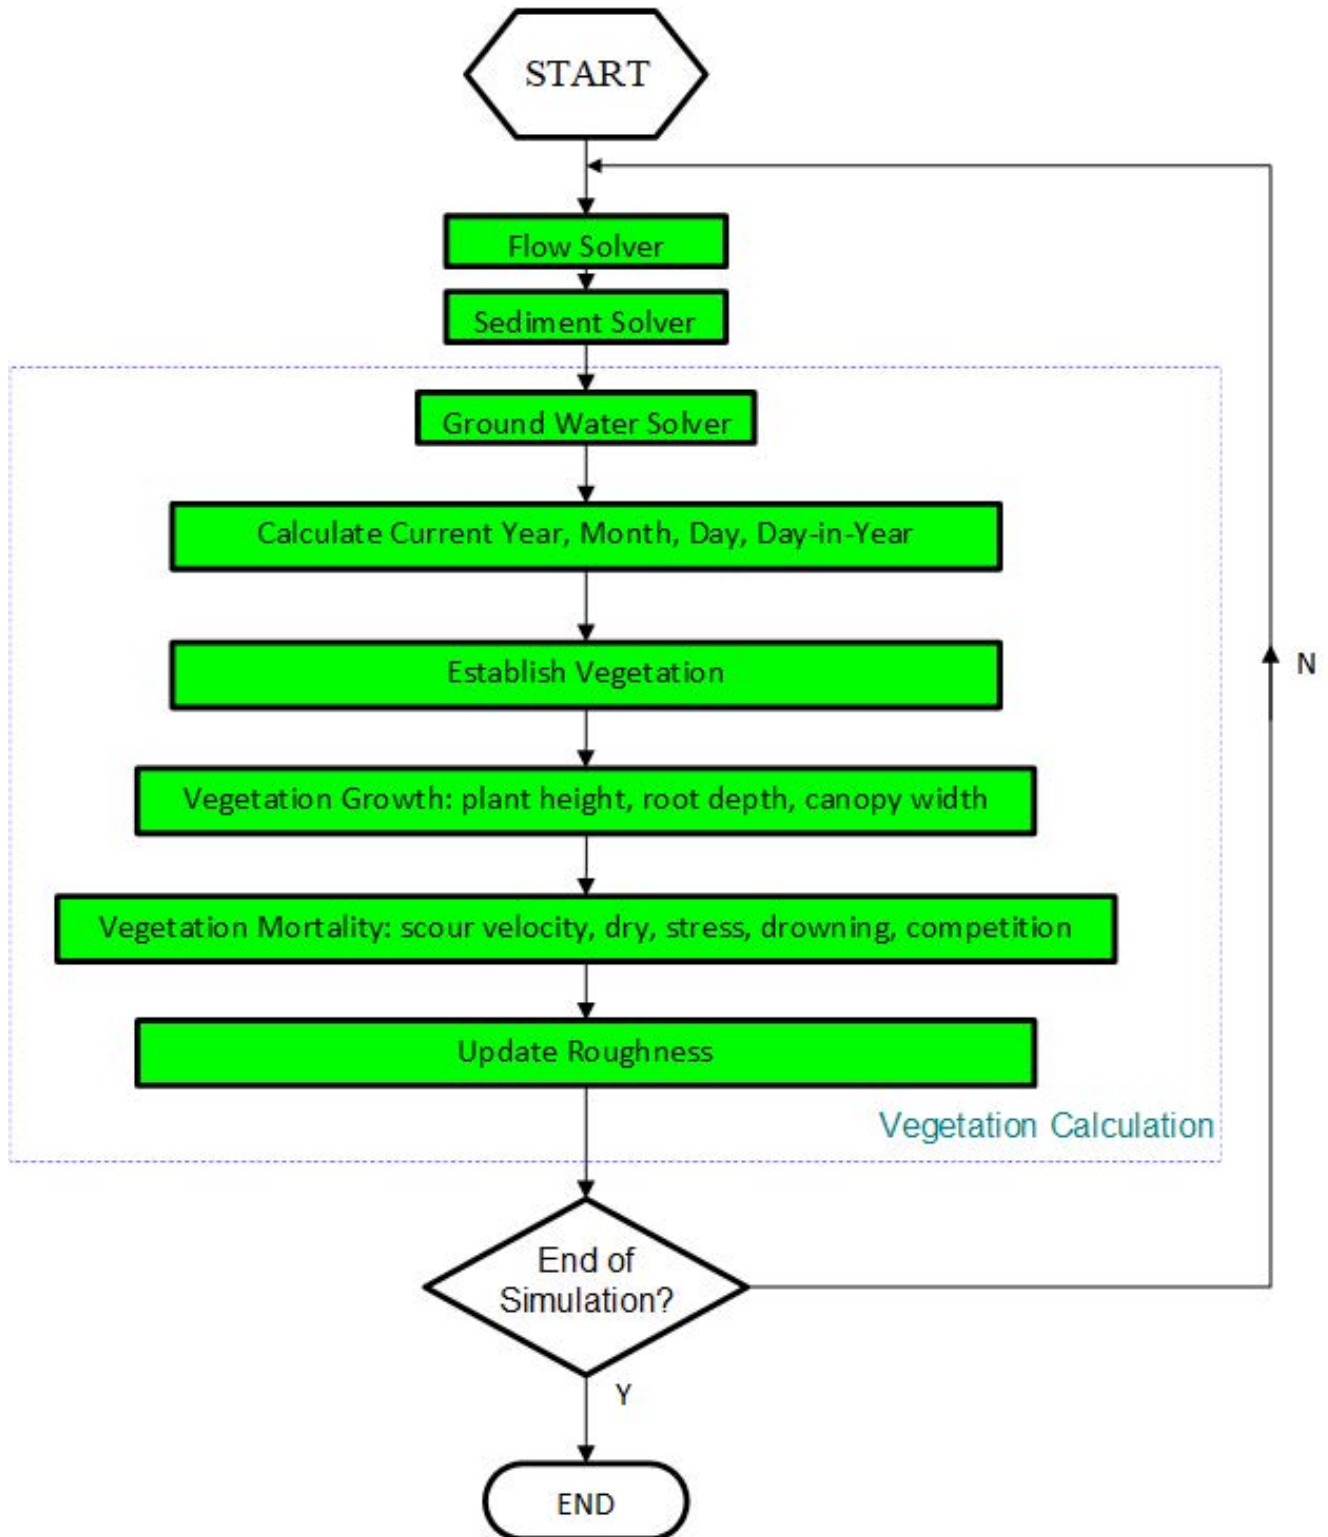 START
Flow Solver
Sediment Solver
Ground Water Solver
Calculate Current Year, Month, Day, Day-in-Year
Establish Vegetation
N
Vegetation Growth: plant height, root depth, canopy width
Vegetation Mortality: scour velocity, dry, stress, drowning, competition
Update Roughness
Vegetation Calculation
End of
Simulation?
Y
END